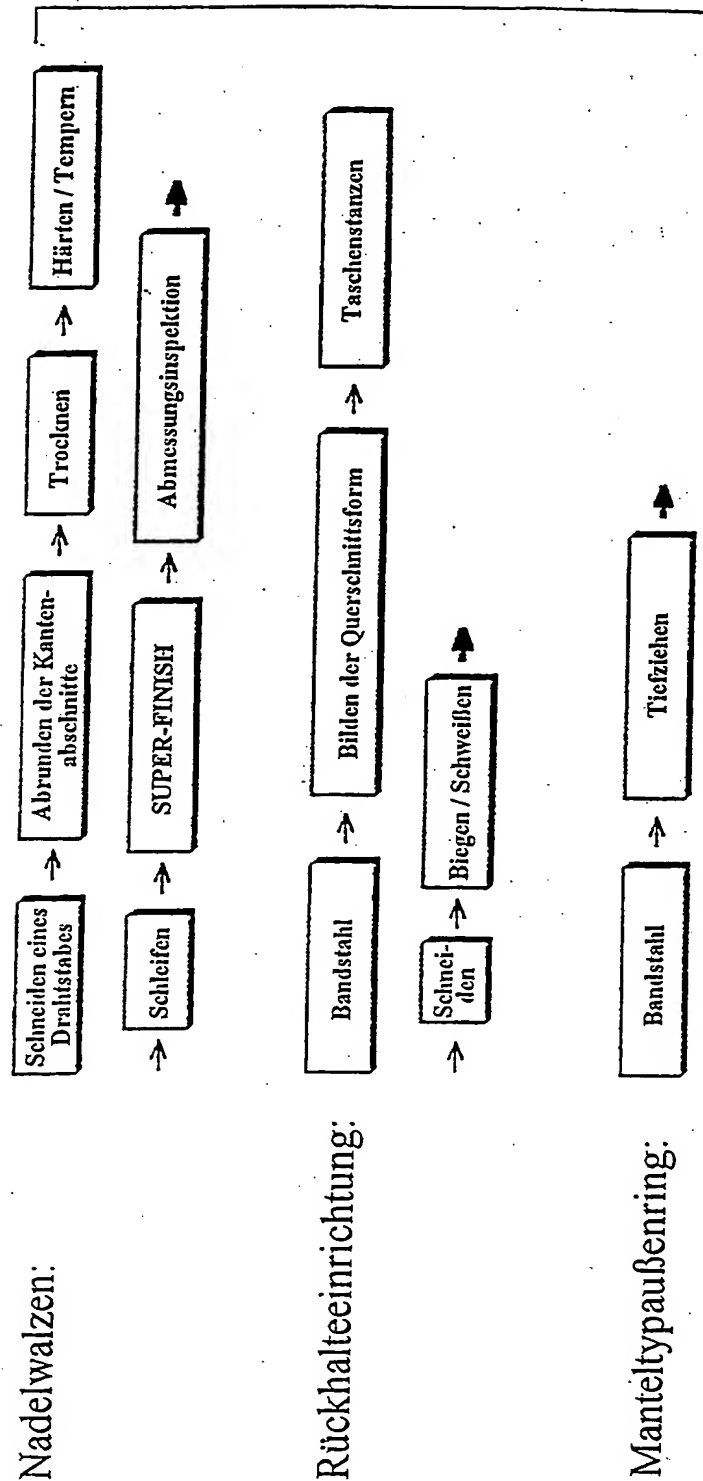 Nadelwalzen:
Schneiden eines
Drahtstabes
Abrunden der Kanten-
abschnitte
Trocknen
Härten / Tempern
Schleifen
SUPER-FINISH
Abmessungsinspektion
Rückhalteeinrichtung:
Bandstahl
Bilden der Querschnittsform
Taschenstanzen
Schnei-
den
Biegen / Schweißen
Manteltypaußenring:
Bandstahl
Tiefziehen